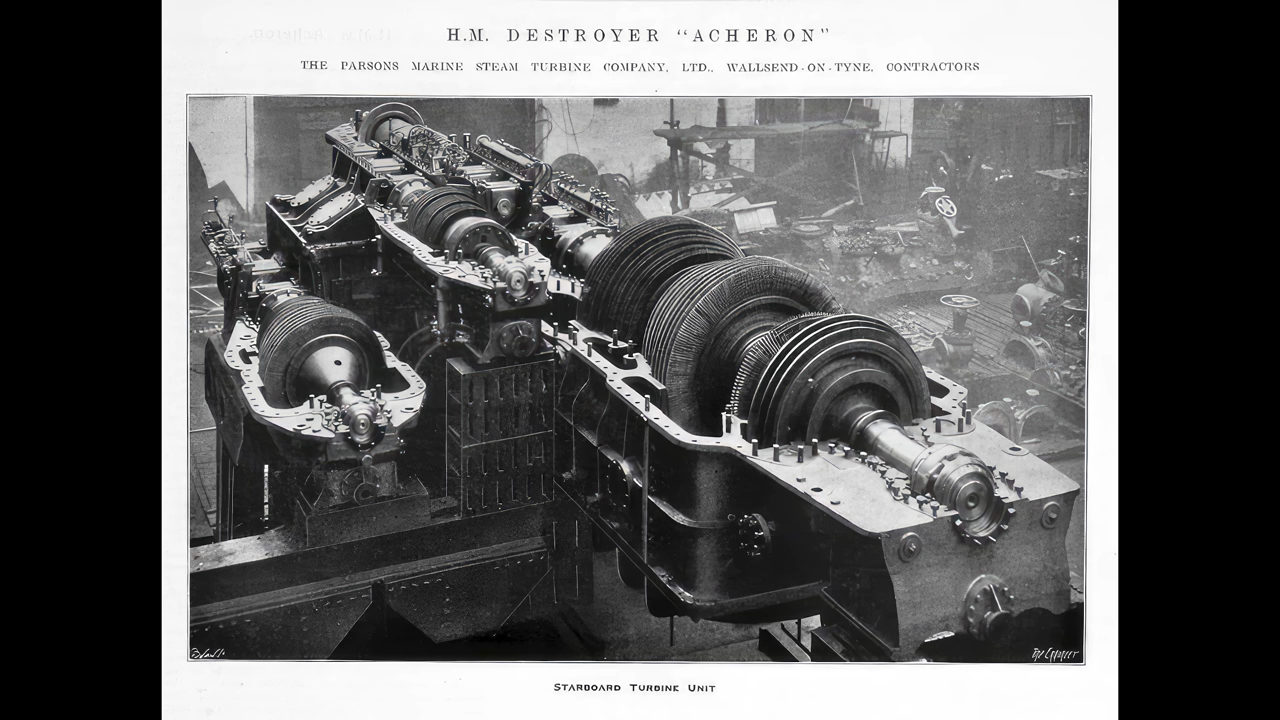 H.M. DESTROYER “ACHERON”
THE PARSONS MARINE STEAM TURBINE COMPANY, LTD., WALLSEND-ON-TYNE, CONTRACTORS
STARBOARD TURBINE UNIT